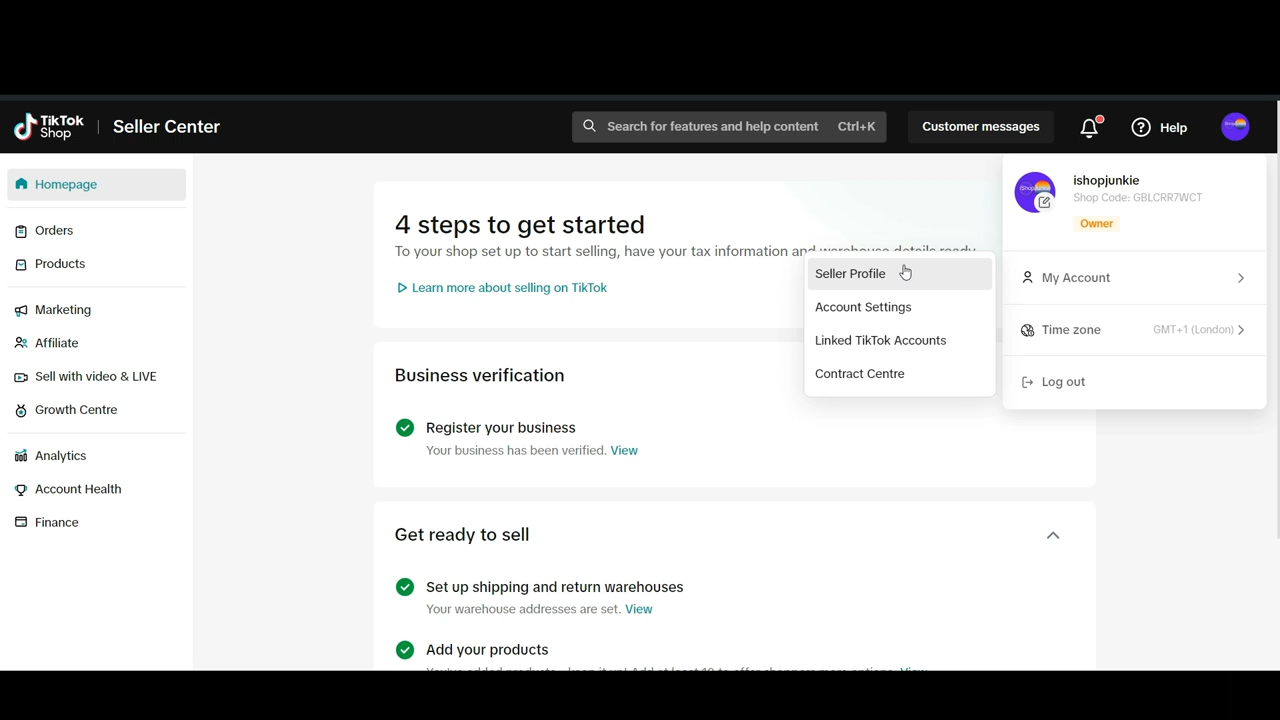 TikTok
Shop
Seller Center
Search for features and help content
Ctrl+K
Customer messages
Help
Homepage
Orders
Products
Marketing
Affiliate
Sell with video & LIVE
Growth Centre
Analytics
Account Health
Finance
4 steps to get started
To your shop set up to start selling, have your tax information and warehouse details ready
Learn more about selling on TikTok
Business verification
Register your business
Your business has been verified. View
Get ready to sell
Set up shipping and return warehouses
Your warehouse addresses are set. View
Add your products
Seller Profile
Account Settings
Linked TikTok Accounts
Contract Centre
ishopjunkie
Shop Code: GBLCRR7WCT
Owner
My Account
Time zone
GMT+1 (London)
Log out